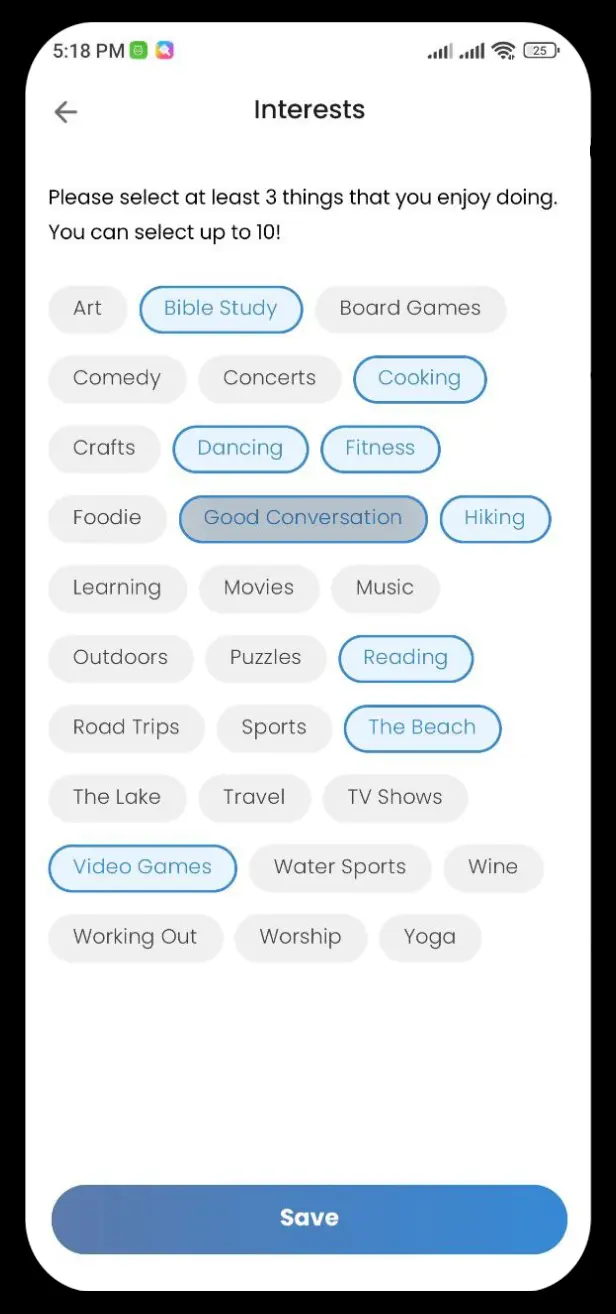 5:18 PM 25
Interests
Please select at least 3 things that you enjoy doing.
You can select up to 10!
Art Bible Study Board Games
Comedy Concerts Cooking
Crafts Dancing Fitness
Foodie Good Conversation Hiking
Learning Movies Music
Outdoors Puzzles Reading
Road Trips Sports The Beach
The Lake Travel TV Shows
Video Games Water Sports Wine
Working Out Worship Yoga
Save